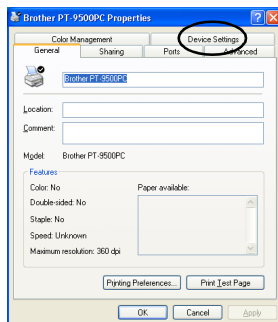 Brother PT-9500PC Properties
Color Management Device Settings
General Sharing Ports Advanced
Brother PT-9500PC
Location:
Comment:
Model: Brother PT-9500PC
Features
Color: No Paper available:
Double-sided: No
Staple: No
Speed: Unknown
Maximum resolution: 360 dpi
Printing Preferences... Print Test Page
OK Cancel Apply